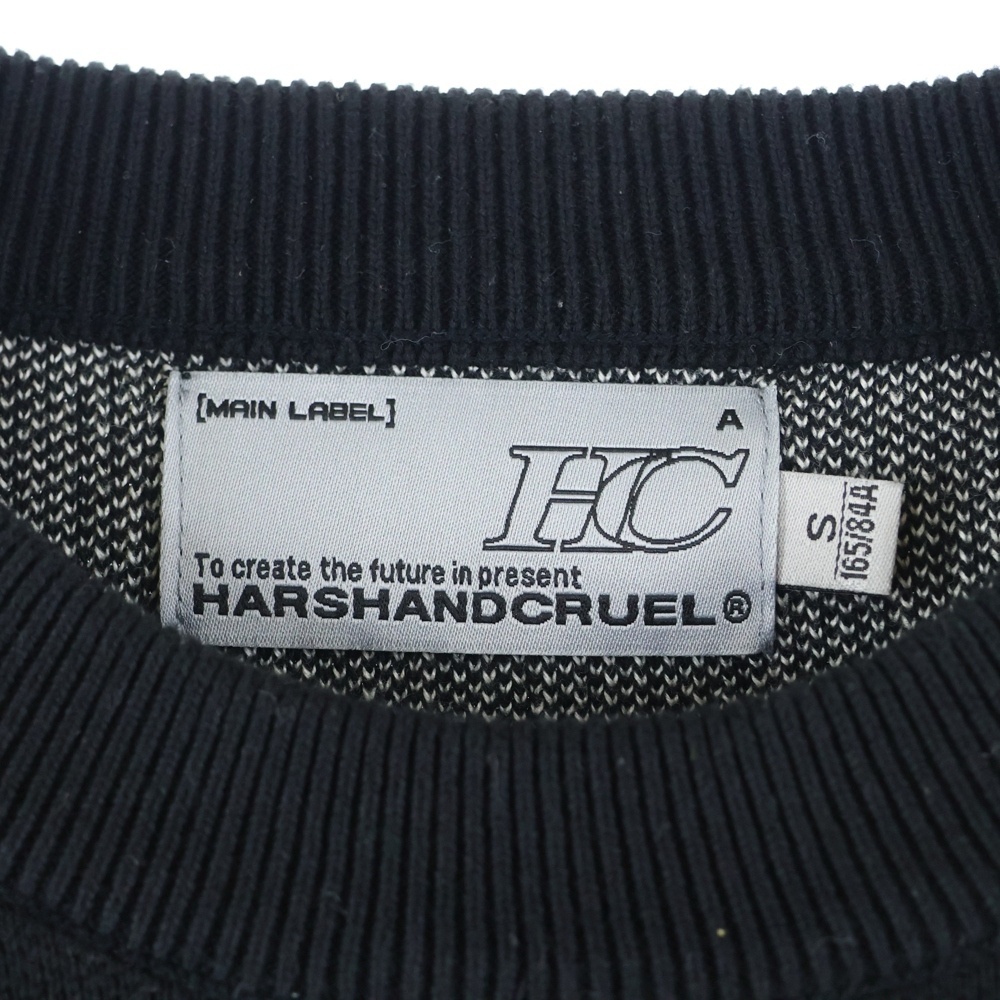 [MAIN LABEL]
A
HC
To create the future in present
HARSHANDCRUEL®
S
165/84A